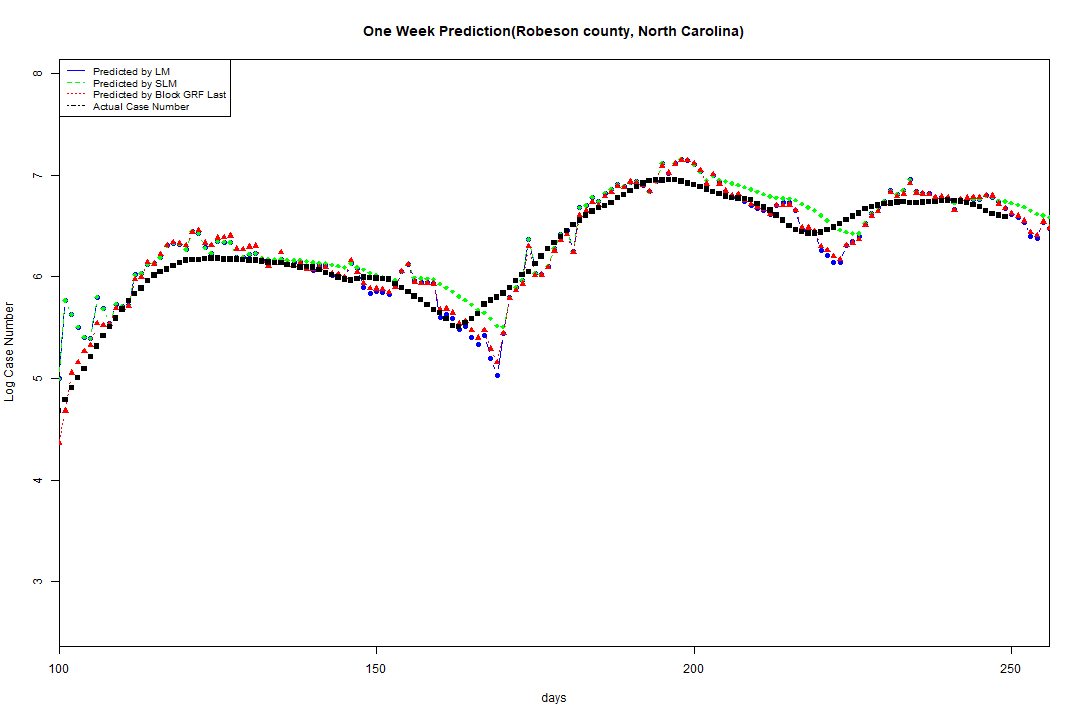 One Week Prediction(Robeson county, North Carolina)
Predicted by LM
Predicted by SLM
Predicted by Block GRF Last
Actual Case Number
8
7
6
5
4
3
Log Case Number
100 150 200 250
days